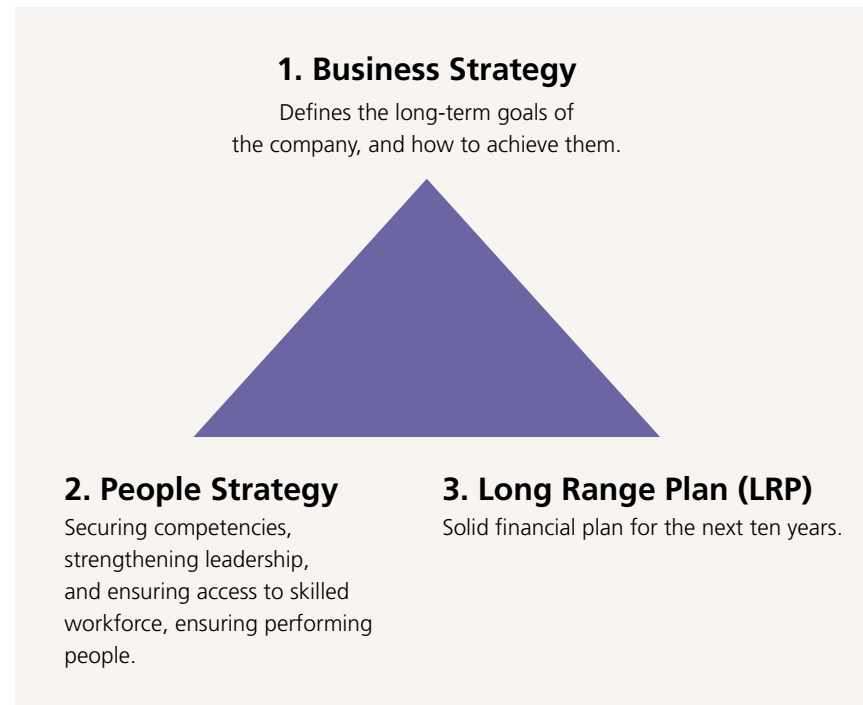 1. Business Strategy
Defines the long-term goals of
the company, and how to achieve them.
2. People Strategy
Securing competencies,
strengthening leadership,
and ensuring access to skilled
workforce, ensuring performing
people.
3. Long Range Plan (LRP)
Solid financial plan for the next ten years.